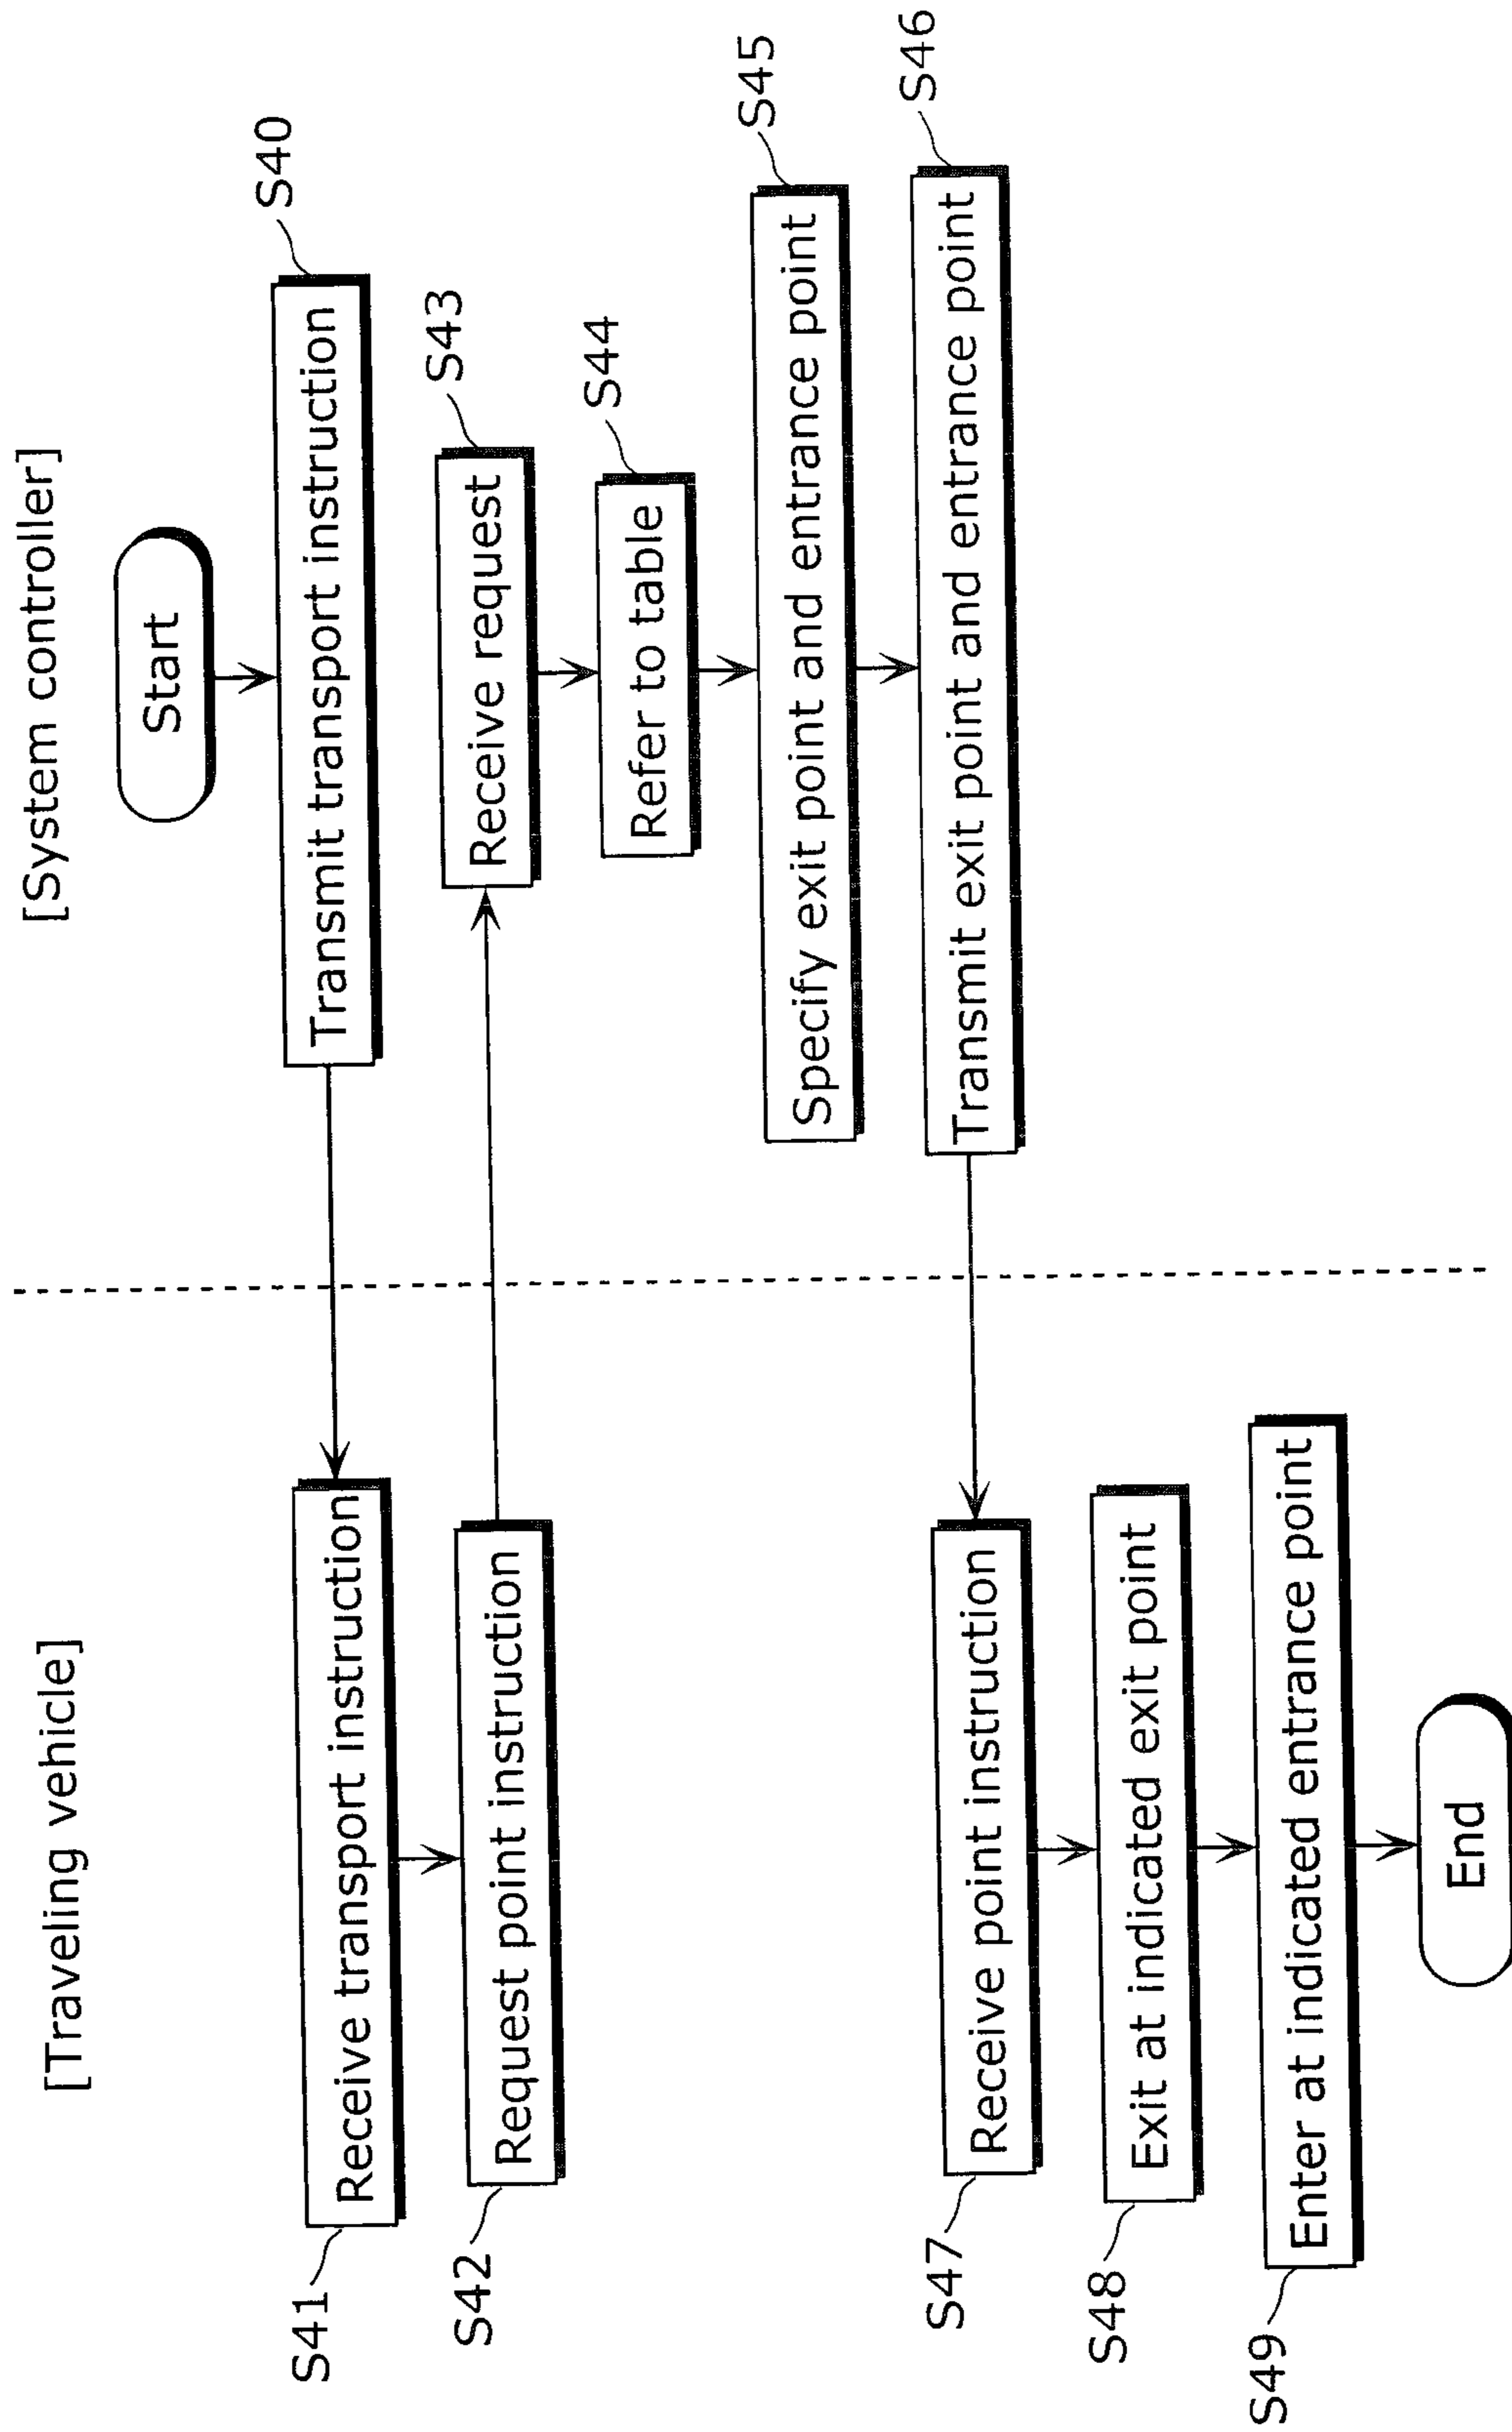 [Traveling vehicle]
[System controller]
Start
Transmit transport instruction
S40
S41
Receive transport instruction
S42
Request point instruction
Receive request
S43
Refer to table
S44
Specify exit point and entrance point
S45
Transmit exit point and entrance point
S46
S47
Receive point instruction
S48
Exit at indicated exit point
S49
Enter at indicated entrance point
End